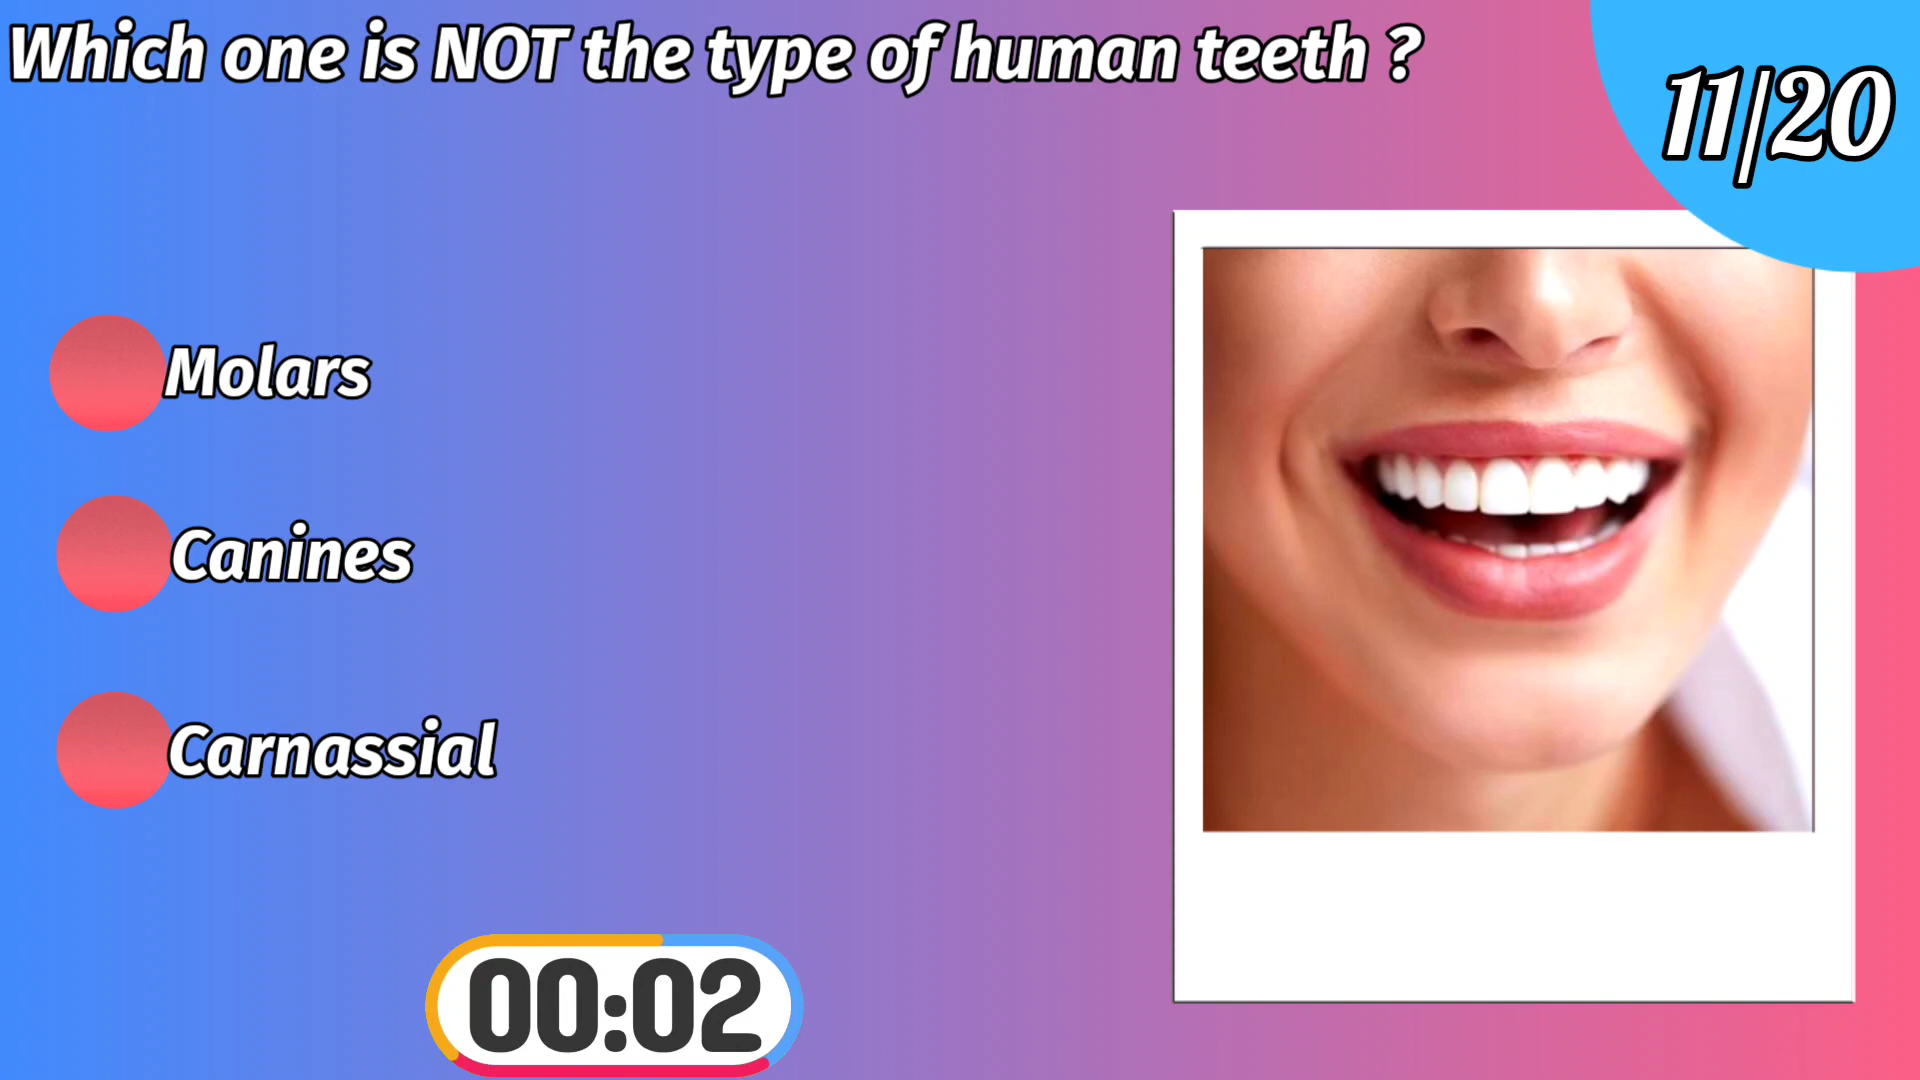 Which one is NOT the type of human teeth ?
11/20
Molars
Canines
Carnassial
00:02